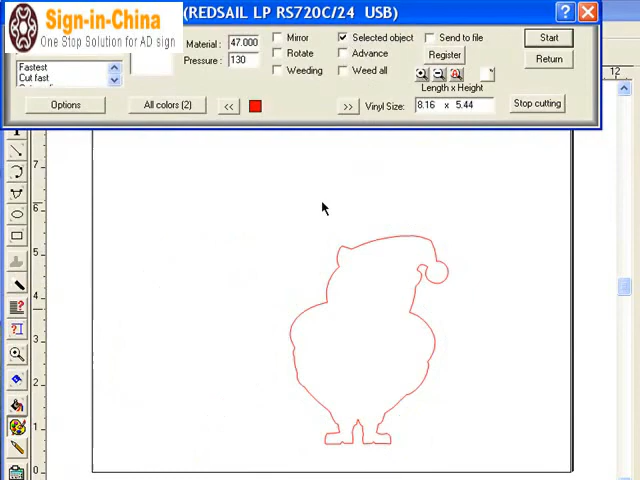 Sign-in-China
One Stop Solution for AD sign
(REDSAIL LP RS720C/24 USB)
Material : 47.000
Pressure : 130
Mirror
Rotate
Weeding
Selected object
Advance
Weed all
Send to file
Register
Length x Height
Start
Return
Fastest
Cut fast
Options
All colors (2)
<<
>>
Vinyl Size: 8.16 x 5.44
Stop cutting
12
7
6
5
4
3
2
1
0